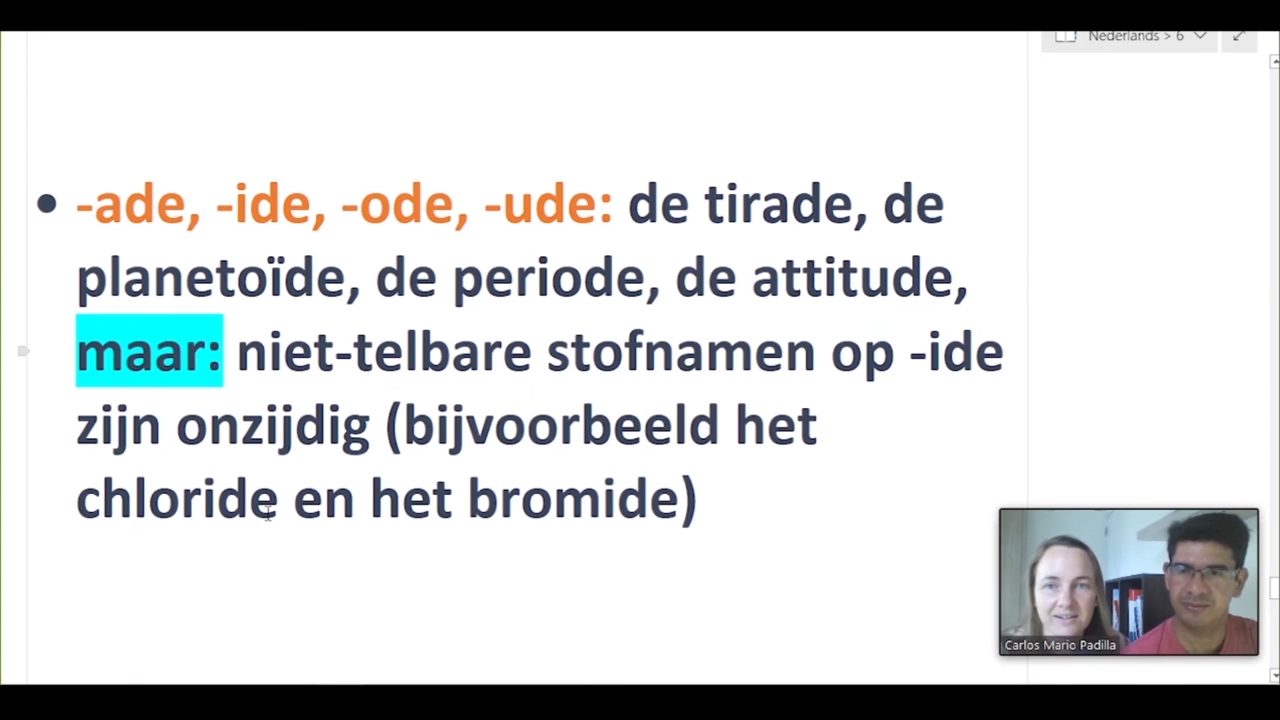 Nederlands > 6
• -ade, -ide, -ode, -ude: de tirade, de
planetoïde, de periode, de attitude,
maar: niet-telbare stofnamen op -ide
zijn onzijdig (bijvoorbeeld het
chloride en het bromide)
Carlos Mario Padilla